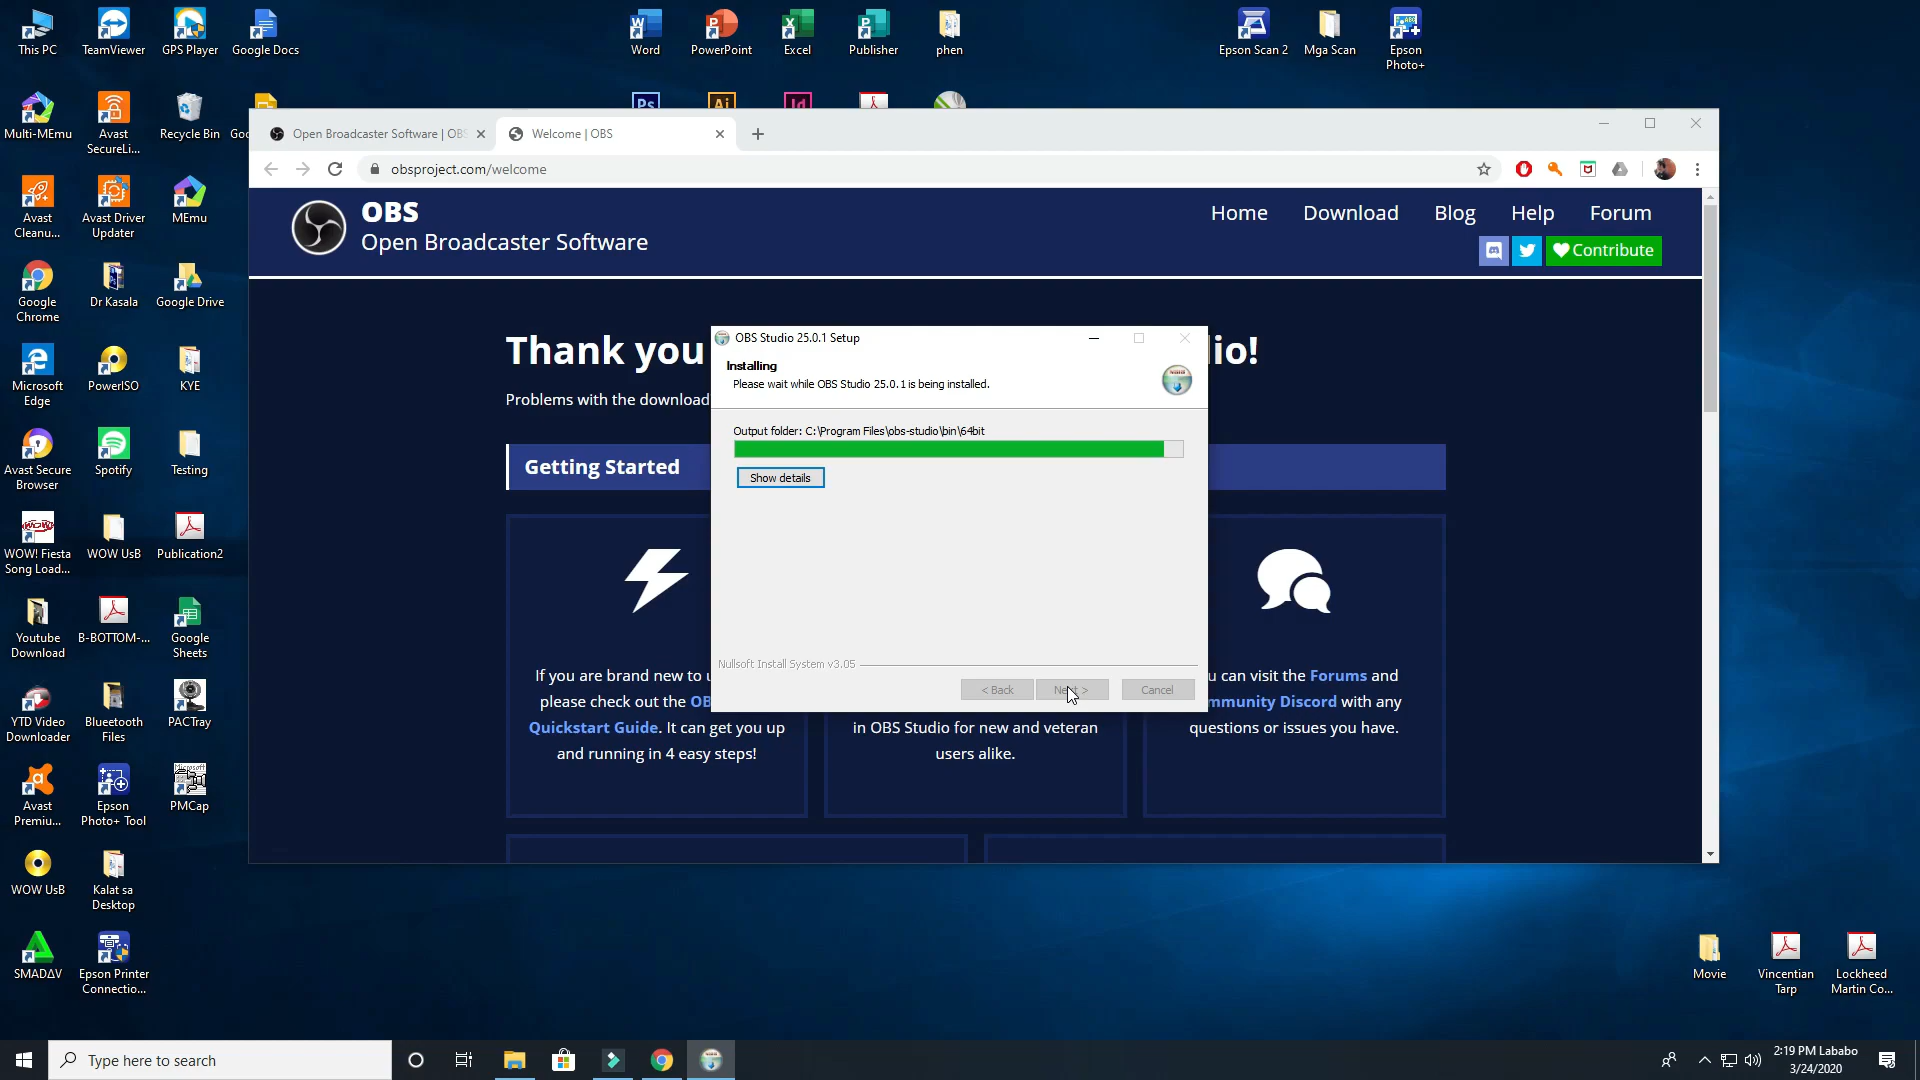 This PC
TeamViewer
GPS Player
Google Docs
Word
PowerPoint
Excel
Publisher
phen
Epson Scan 2
Mga Scan
Epson
Photo+
Multi-MEmu
Avast
SecureLi...
Recycle Bin
Avast
Cleanu...
Avast Driver
Updater
MEmu
Google
Chrome
Dr Kasala
Google Drive
Microsoft
Edge
PowerISO
KYE
Avast Secure
Browser
Spotify
Testing
WOW! Fiesta
Song Load...
WOW UsB
Publication2
Youtube
Download
B-BOTTOM-...
Google
Sheets
YTD Video
Downloader
Blueetooth
Files
PACTray
Avast
Premiu...
Epson
Photo+ Tool
PMCap
WOW UsB
Kalat sa
Desktop
SMADΔV
Epson Printer
Connectio...
Movie
Vincentian
Tarp
Lockheed
Martin Co...
Ps
Ai
Id
Open Broadcaster Software | OBS
Welcome | OBS
obsproject.com/welcome
OBS
Open Broadcaster Software
Home
Download
Blog
Help
Forum
Contribute
Thank you
io!
Problems with the download
Getting Started
If you are brand new to
please check out the OB
Quickstart Guide. It can get you up
and running in 4 easy steps!
in OBS Studio for new and veteran
users alike.
can visit the Forums and
mmunity Discord with any
questions or issues you have.
OBS Studio 25.0.1 Setup
Installing
Please wait while OBS Studio 25.0.1 is being installed.
Output folder: C:\Program Files\obs-studio\bin\64bit
Show details
Nullsoft Install System v3.05
< Back
Next >
Cancel
Type here to search
2:19 PM Lababo
3/24/2020